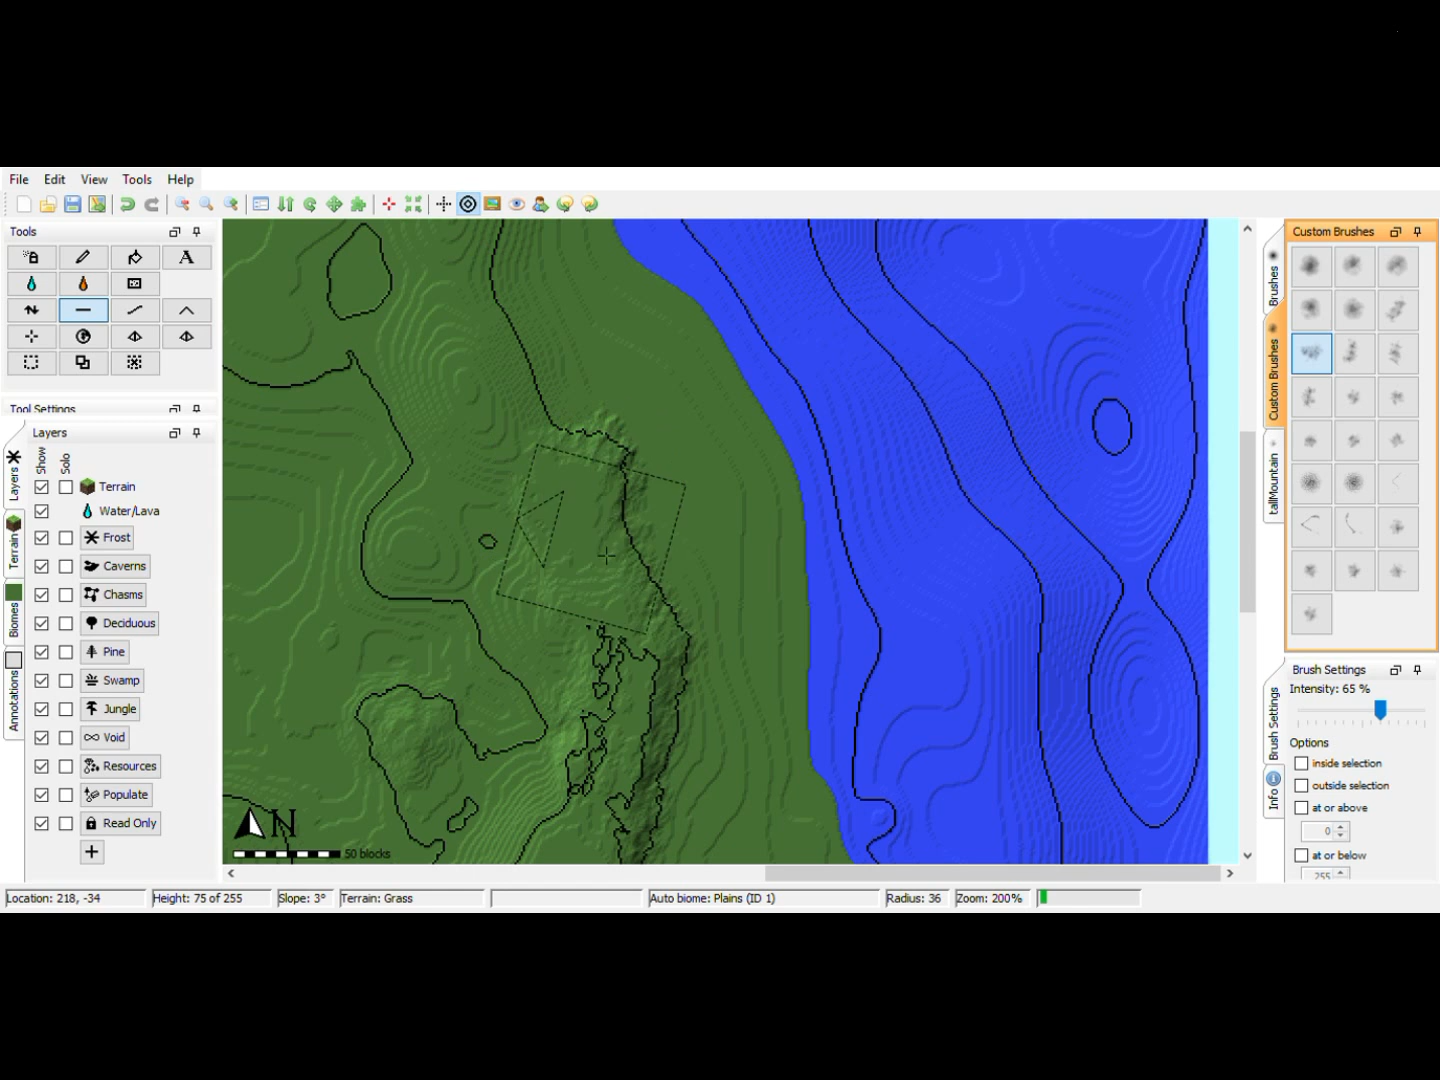 File Edit View Tools Help
Tools
A
Tool Settings
Layers
Show
Solo
Terrain
Water/Lava
Frost
Caverns
Chasms
Deciduous
Pine
Swamp
Jungle
Void
Resources
Populate
Read Only
Layers
Terrain
Biomes
Annotations
N
50 blocks
Brushes
Custom Brushes
tallMountain
Custom Brushes
Brush Settings
Info
Brush Settings
Intensity: 65 %
Options
inside selection
outside selection
at or above
0
at or below
255
Location: 218, -34
Height: 75 of 255
Slope: 3°
Terrain: Grass
Auto biome: Plains (ID 1)
Radius: 36
Zoom: 200%